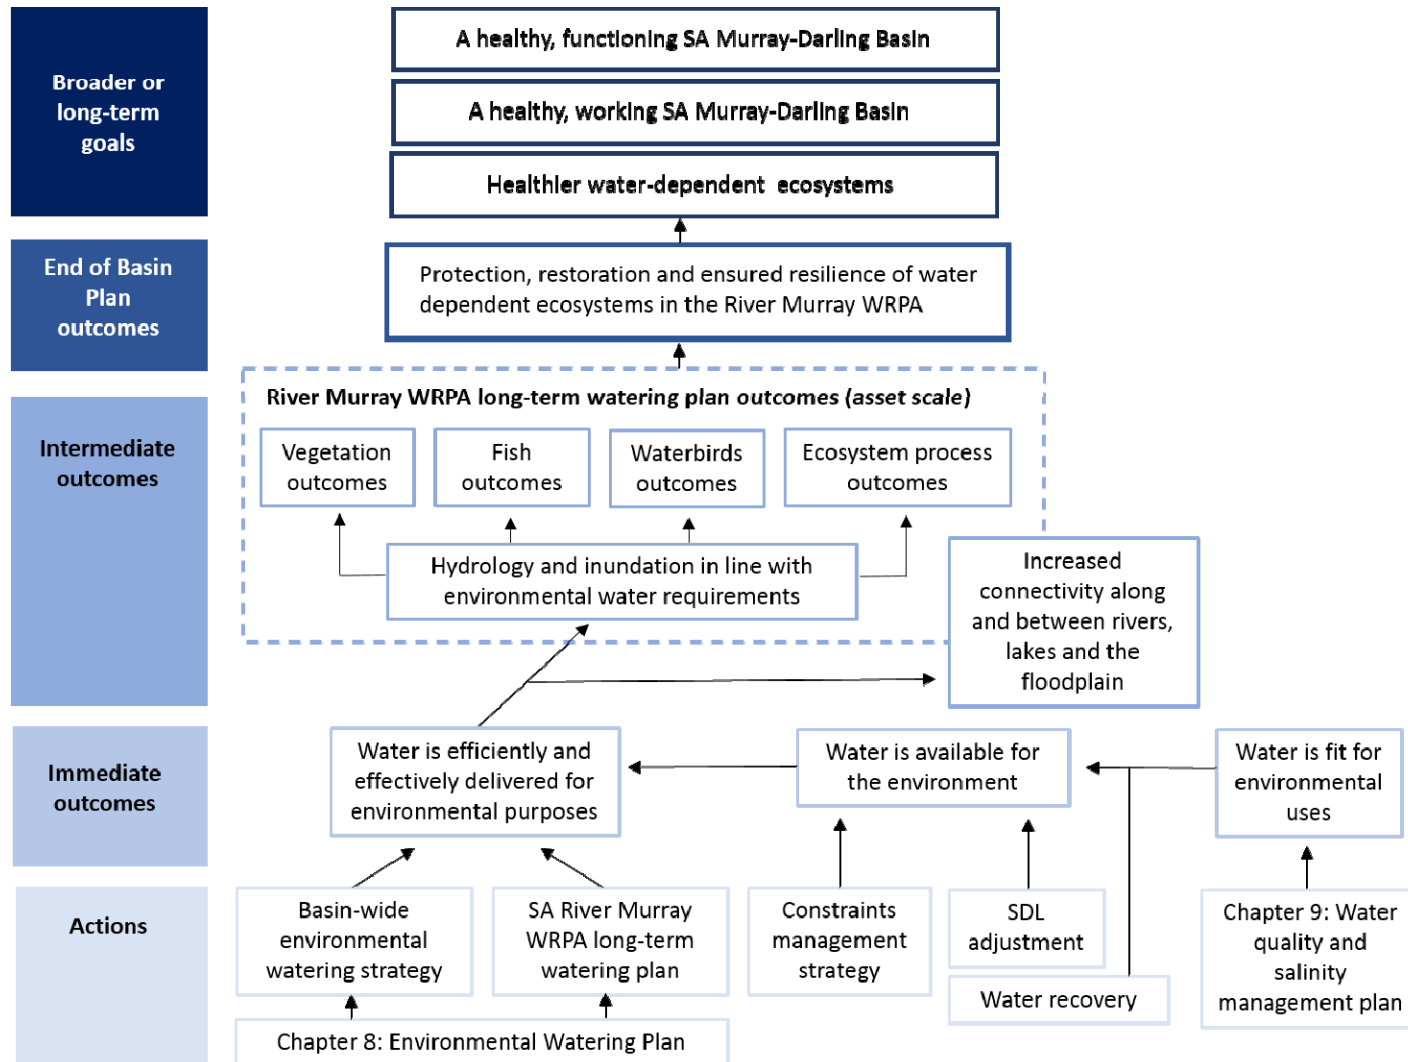 Broader or
long-term
goals
A healthy, functioning SA Murray-Darling Basin
A healthy, working SA Murray-Darling Basin
Healthier water-dependent ecosystems
End of Basin
Plan
outcomes
Protection, restoration and ensured resilience of water
dependent ecosystems in the River Murray WRPA
Intermediate
outcomes
River Murray WRPA long-term watering plan outcomes (asset scale)
Vegetation
outcomes
Fish
outcomes
Waterbirds
outcomes
Ecosystem process
outcomes
Hydrology and inundation in line with
environmental water requirements
Increased
connectivity along
and between rivers,
lakes and the
floodplain
Immediate
outcomes
Water is efficiently and
effectively delivered for
environmental purposes
Water is available for
the environment
Water is fit for
environmental
uses
Actions
Basin-wide
environmental
watering strategy
SA River Murray
WRPA long-term
watering plan
Constraints
management
strategy
SDL
adjustment
Water recovery
Chapter 9: Water
quality and
salinity
management plan
Chapter 8: Environmental Watering Plan